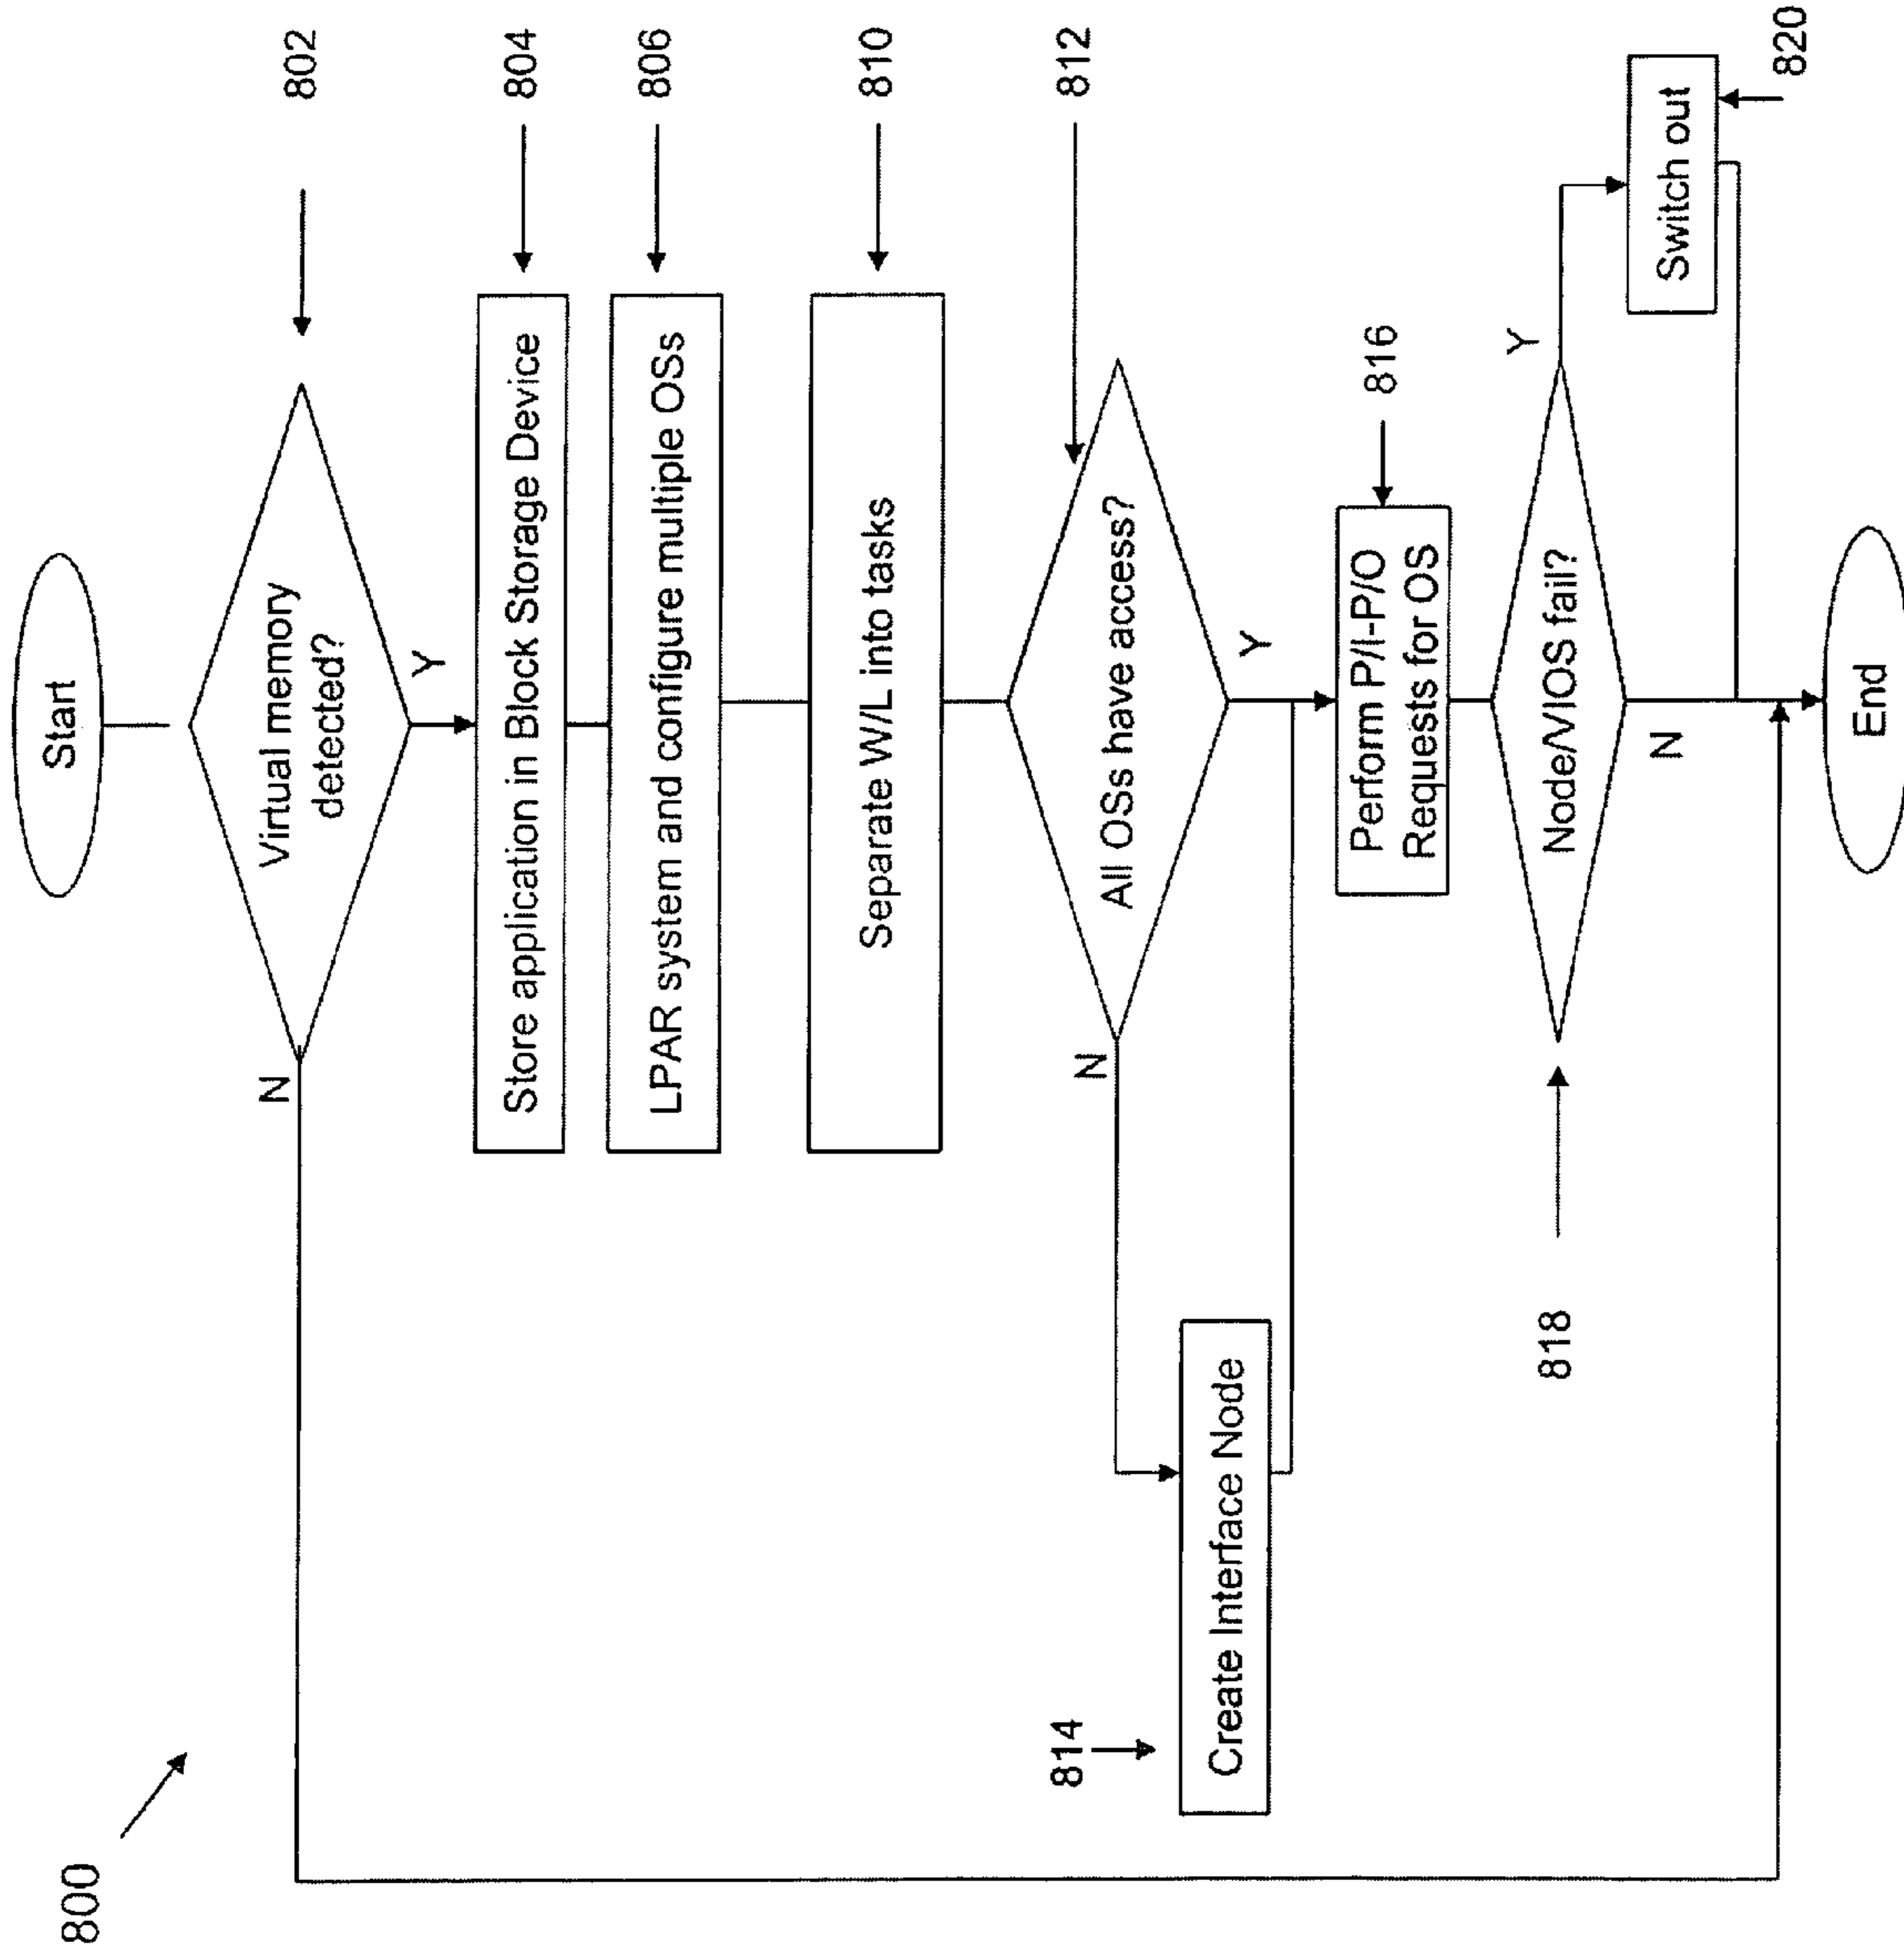 800
Start
Virtual memory
detected?
802
N
Y
Store application in Block Storage Device
804
LPAR system and configure multiple OSs
806
Separate W/L into tasks
810
All OSs have access?
812
N
Y
814
Create Interface Node
Perform P/I-P/O
Requests for OS
816
Node/VIOS fail?
818
Y
N
Switch out
820
End